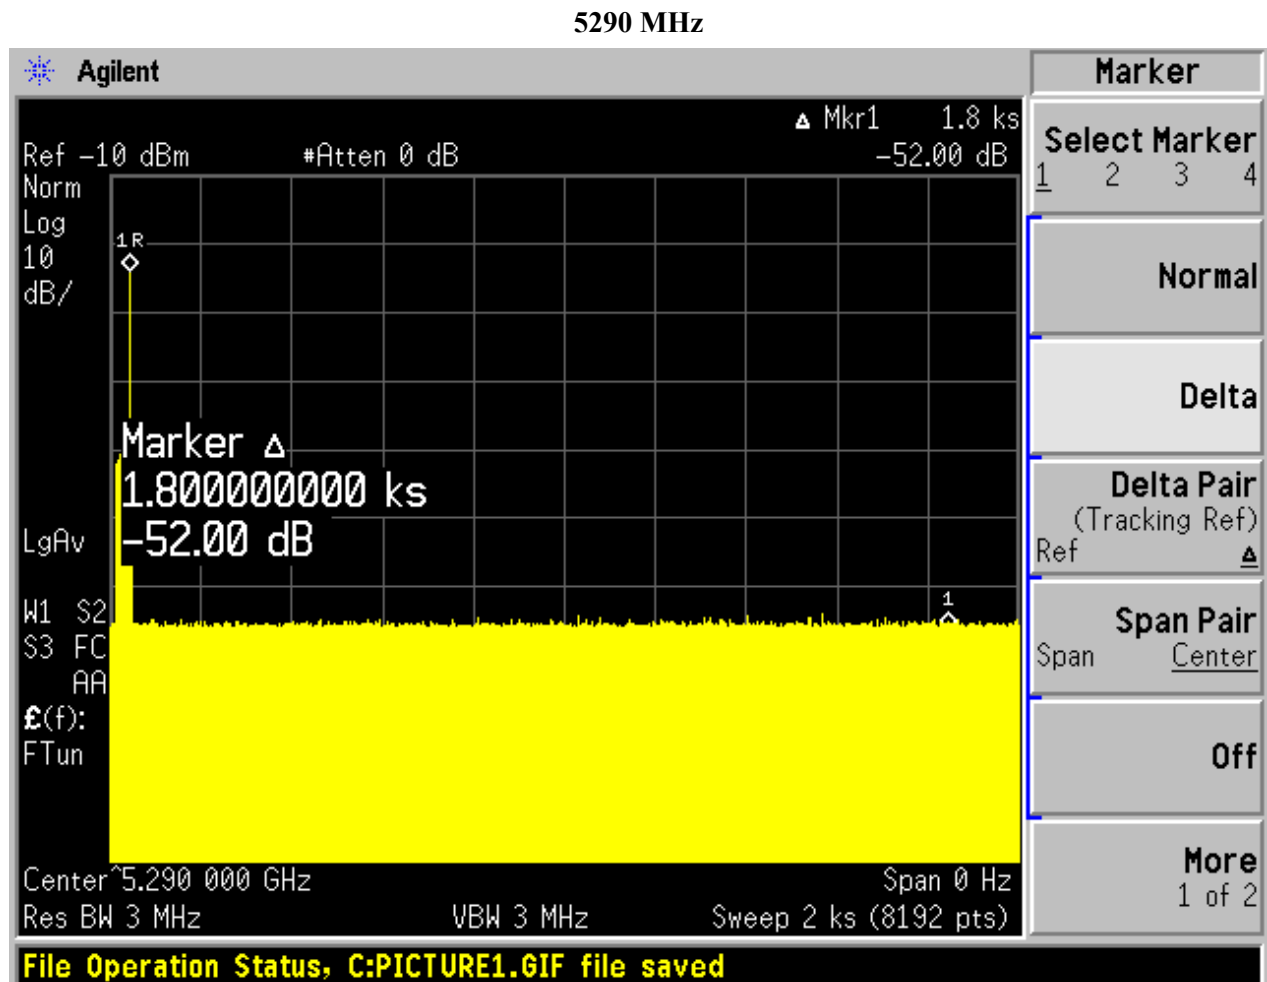 5290 MHz
Agilent
Marker
Δ Mkr1 1.8 ks
Ref -10 dBm #Atten 0 dB -52.00 dB
Norm
Log
10
dB/
1R
Marker Δ
1.800000000 ks
-52.00 dB
LgAv
1
W1 S2
S3 FC
AA
£(f):
FTun
Center^5.290 000 GHz Span 0 Hz
Res BW 3 MHz VBW 3 MHz Sweep 2 ks (8192 pts)
Select Marker
1 2 3 4
Normal
Delta
Delta Pair
(Tracking Ref)
Ref Δ
Span Pair
Span Center
Off
More
1 of 2
File Operation Status, C:PICTURE1.GIF file saved